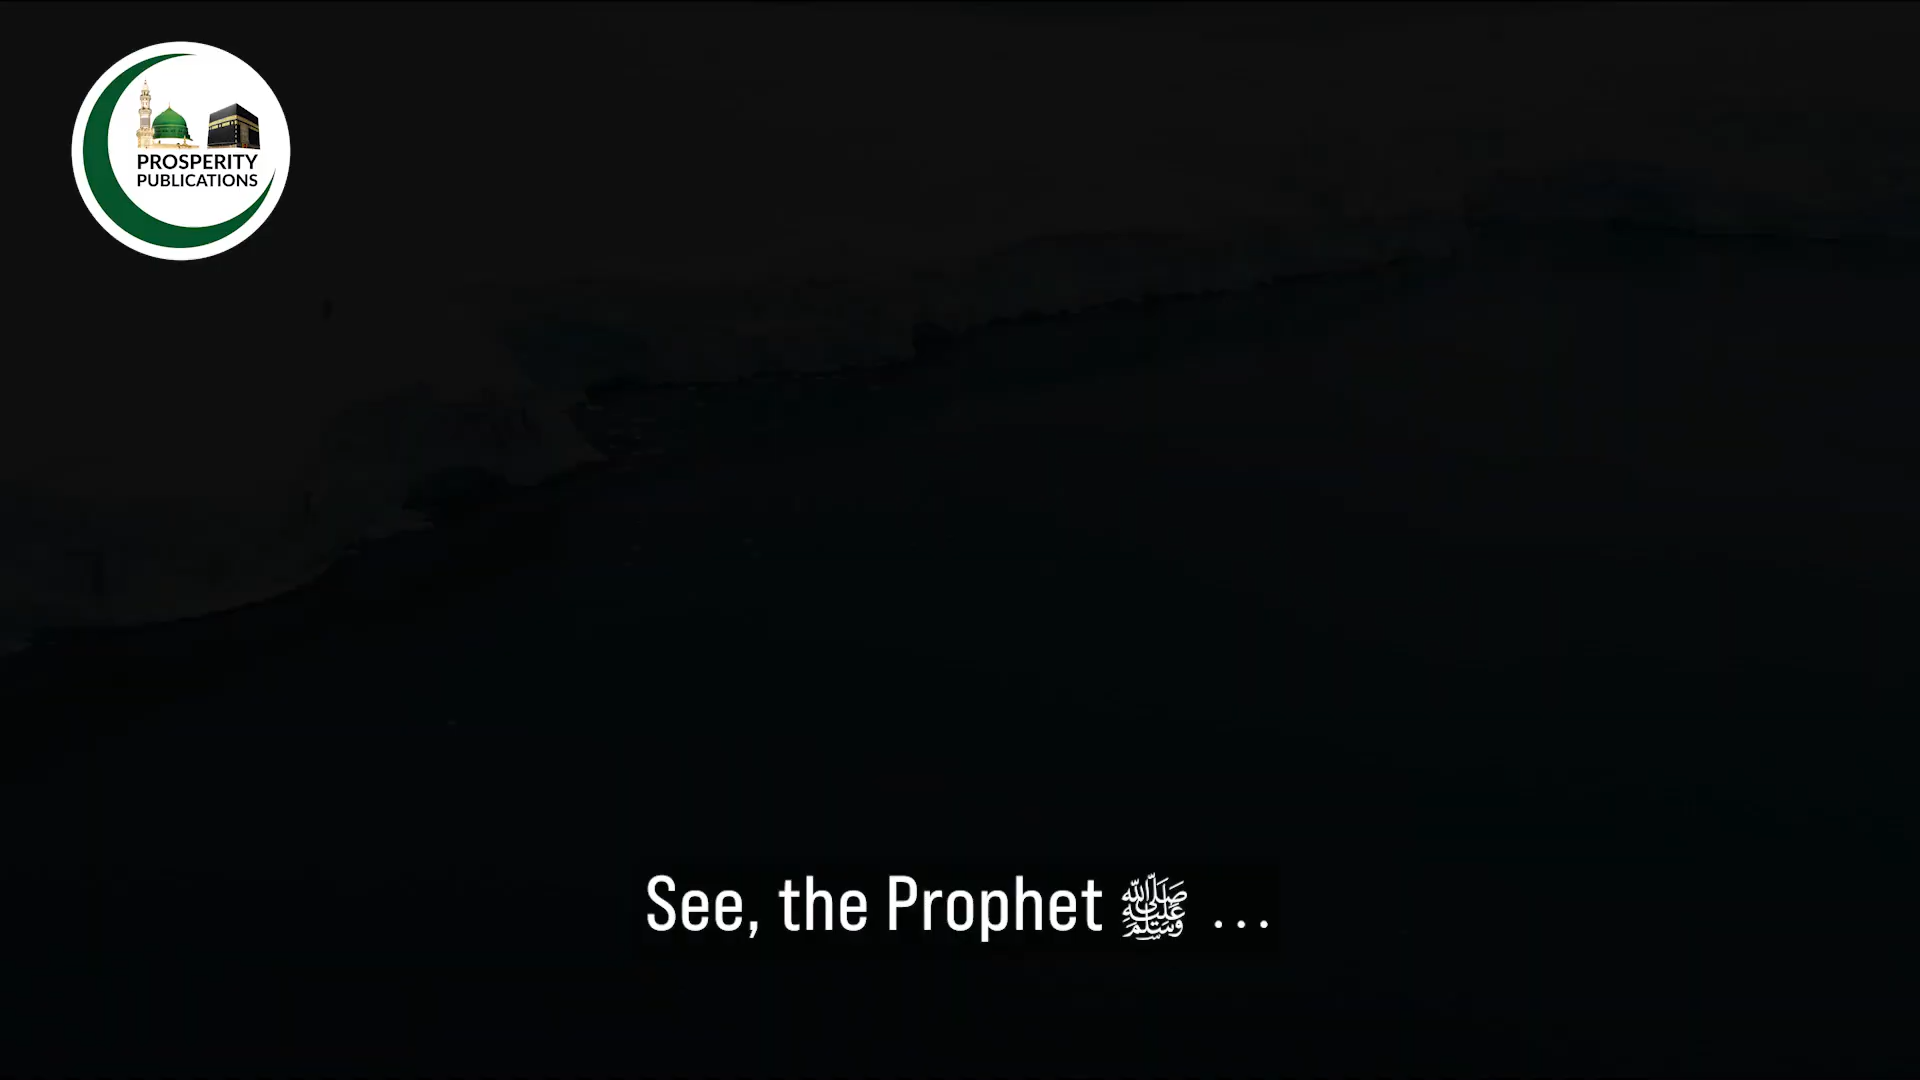 PROSPERITY
PUBLICATIONS
See, the Prophet ﷺ ...